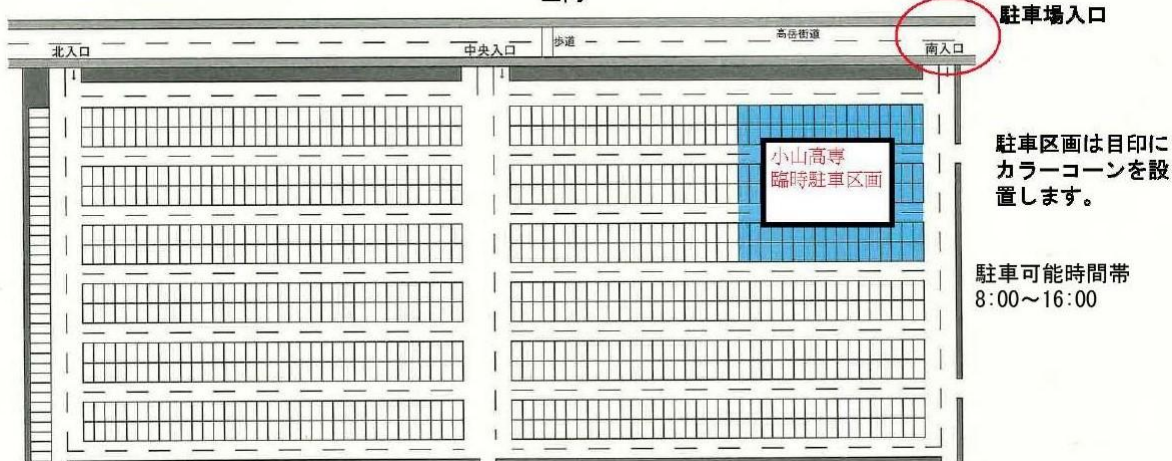 駐車場入口
北入口
中央入口
歩道
高岳街道
南入口
小山高専
臨時駐車区画
駐車区画は目印に
カラーコーンを設
置します。
駐車可能時間帯
8:00～16:00